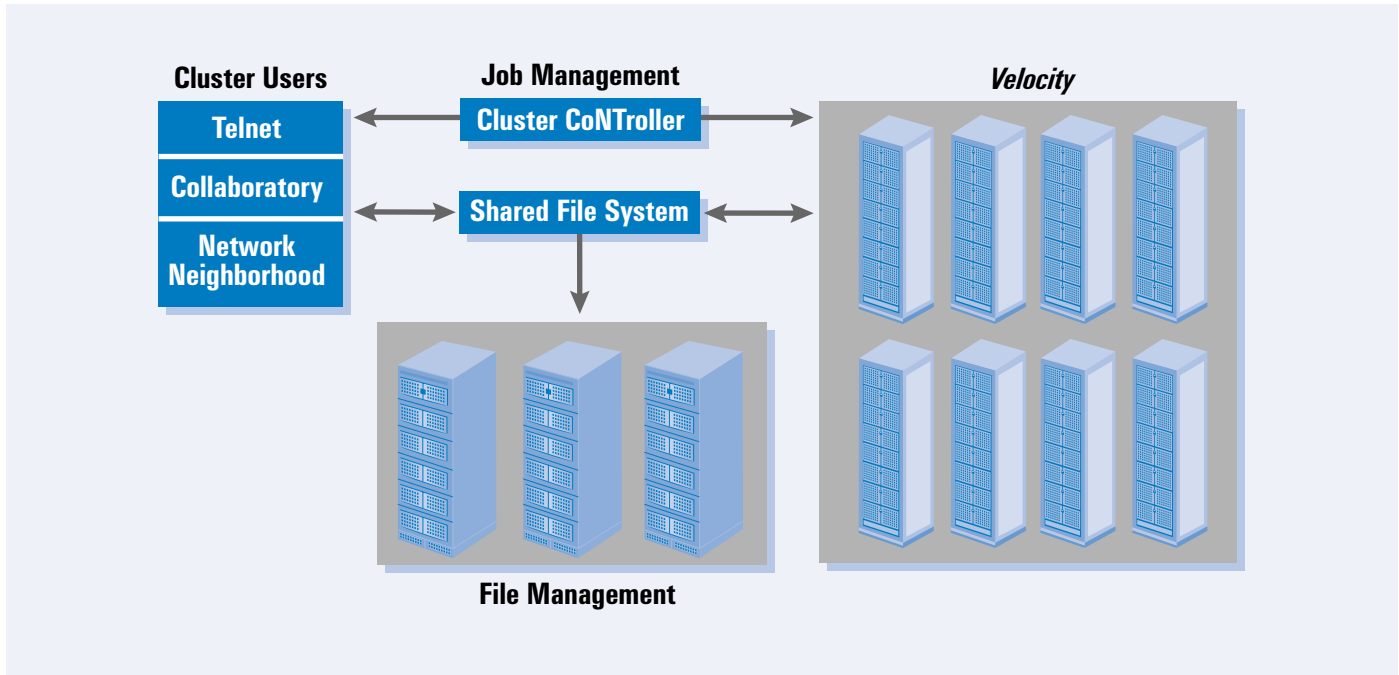 Cluster Users
Telnet
Collaboratory
Network
Neighborhood
Job Management
Cluster CoNTroller
Shared File System
File Management
Velocity